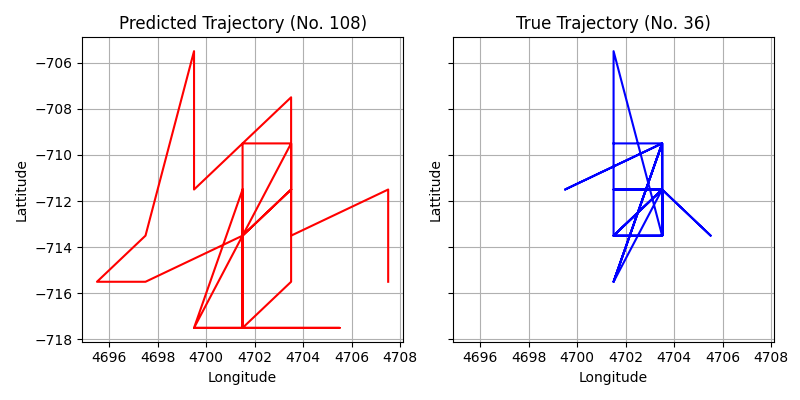 Predicted Trajectory (No. 108)
True Trajectory (No. 36)
Lattitude
−706
−708
−710
−712
−714
−716
−718
4696 4698 4700 4702 4704 4706 4708
Longitude
Lattitude
4696 4698 4700 4702 4704 4706 4708
Longitude